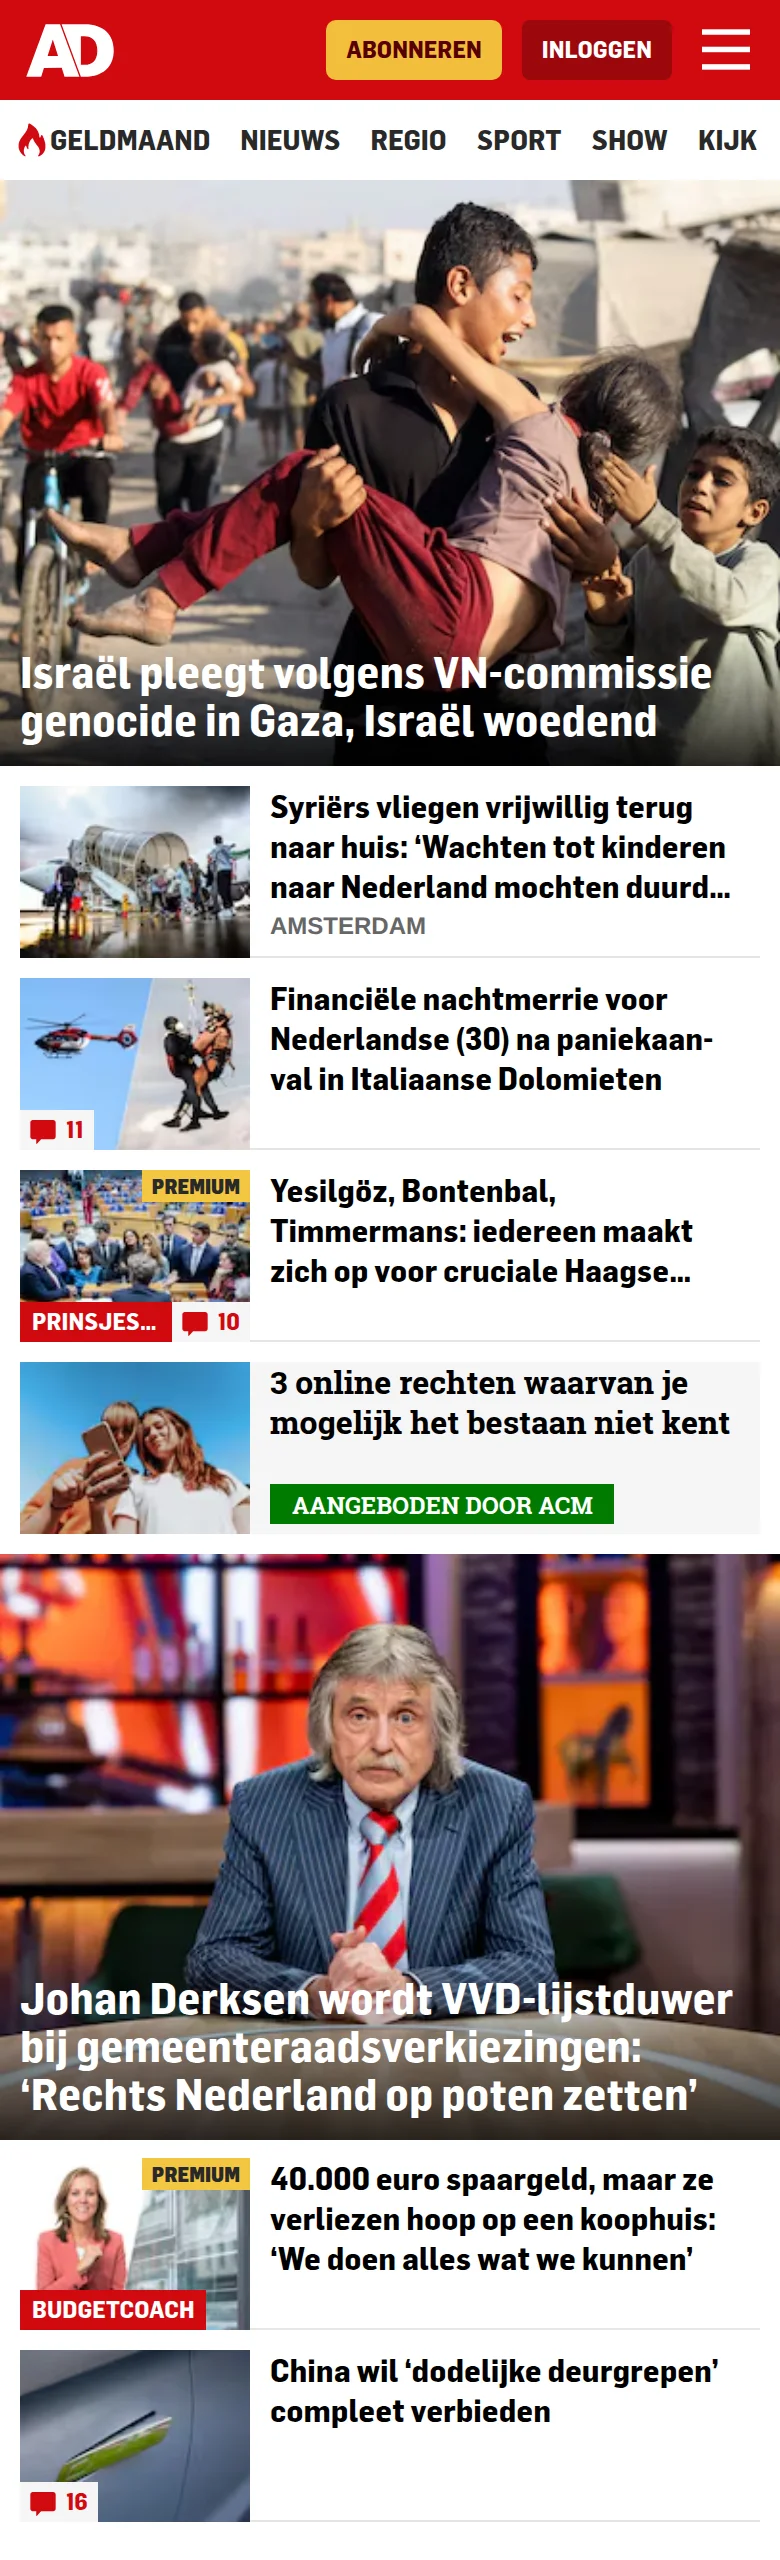 AD
ABONNEREN
INLOGGEN
GELDMAAND NIEUWS REGIO SPORT SHOW KIJK
Israël pleegt volgens VN-commissie
genocide in Gaza, Israël woedend
Syriërs vliegen vrijwillig terug
naar huis: ‘Wachten tot kinderen
naar Nederland mochten duurd...
AMSTERDAM
Financiële nachtmerrie voor
Nederlandse (30) na paniekaan-
val in Italiaanse Dolomieten
11
PREMIUM
Yesilgöz, Bontenbal,
Timmermans: iedereen maakt
zich op voor cruciale Haagse...
PRINSJES...
10
3 online rechten waarvan je
mogelijk het bestaan niet kent
AANGEBODEN DOOR ACM
Johan Derksen wordt VVD-lijstduwer
bij gemeenteraadsverkiezingen:
‘Rechts Nederland op poten zetten’
PREMIUM
40.000 euro spaargeld, maar ze
verliezen hoop op een koophuis:
‘We doen alles wat we kunnen’
BUDGETCOACH
China wil ‘dodelijke deurgrepen’
compleet verbieden
16